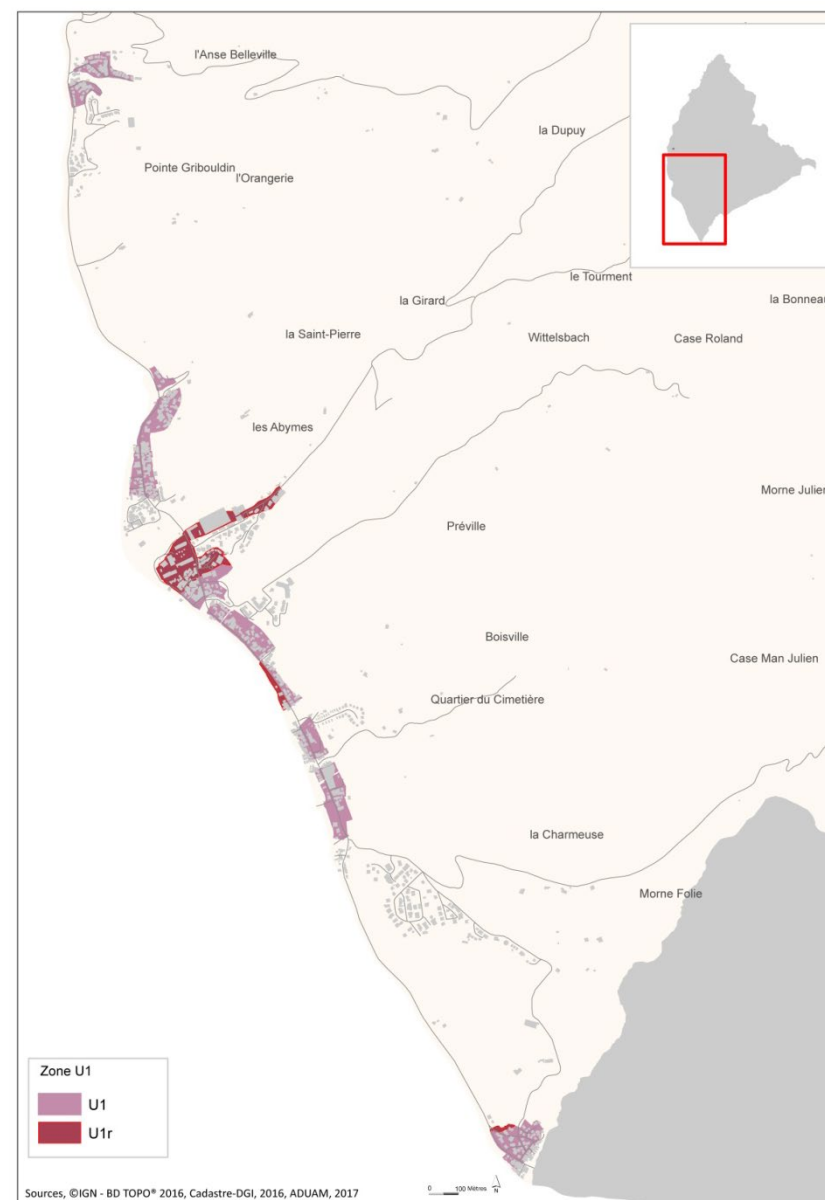 l'Anse Belleville
la Dupuy
Pointe Gribouldin
l'Orangerie
le Tourment
la Girard
la Bonneau
la Saint-Pierre
Wittelsbach
Case Roland
les Abymes
Morne Julien
Préville
Boisville
Case Man Julien
Quartier du Cimetière
la Charmeuse
Morne Folie
Zone U1
U1
U1r
Sources, ©IGN - BD TOPO® 2016, Cadastre-DGI, 2016, ADUAM, 2017
0 100 Mètres
N